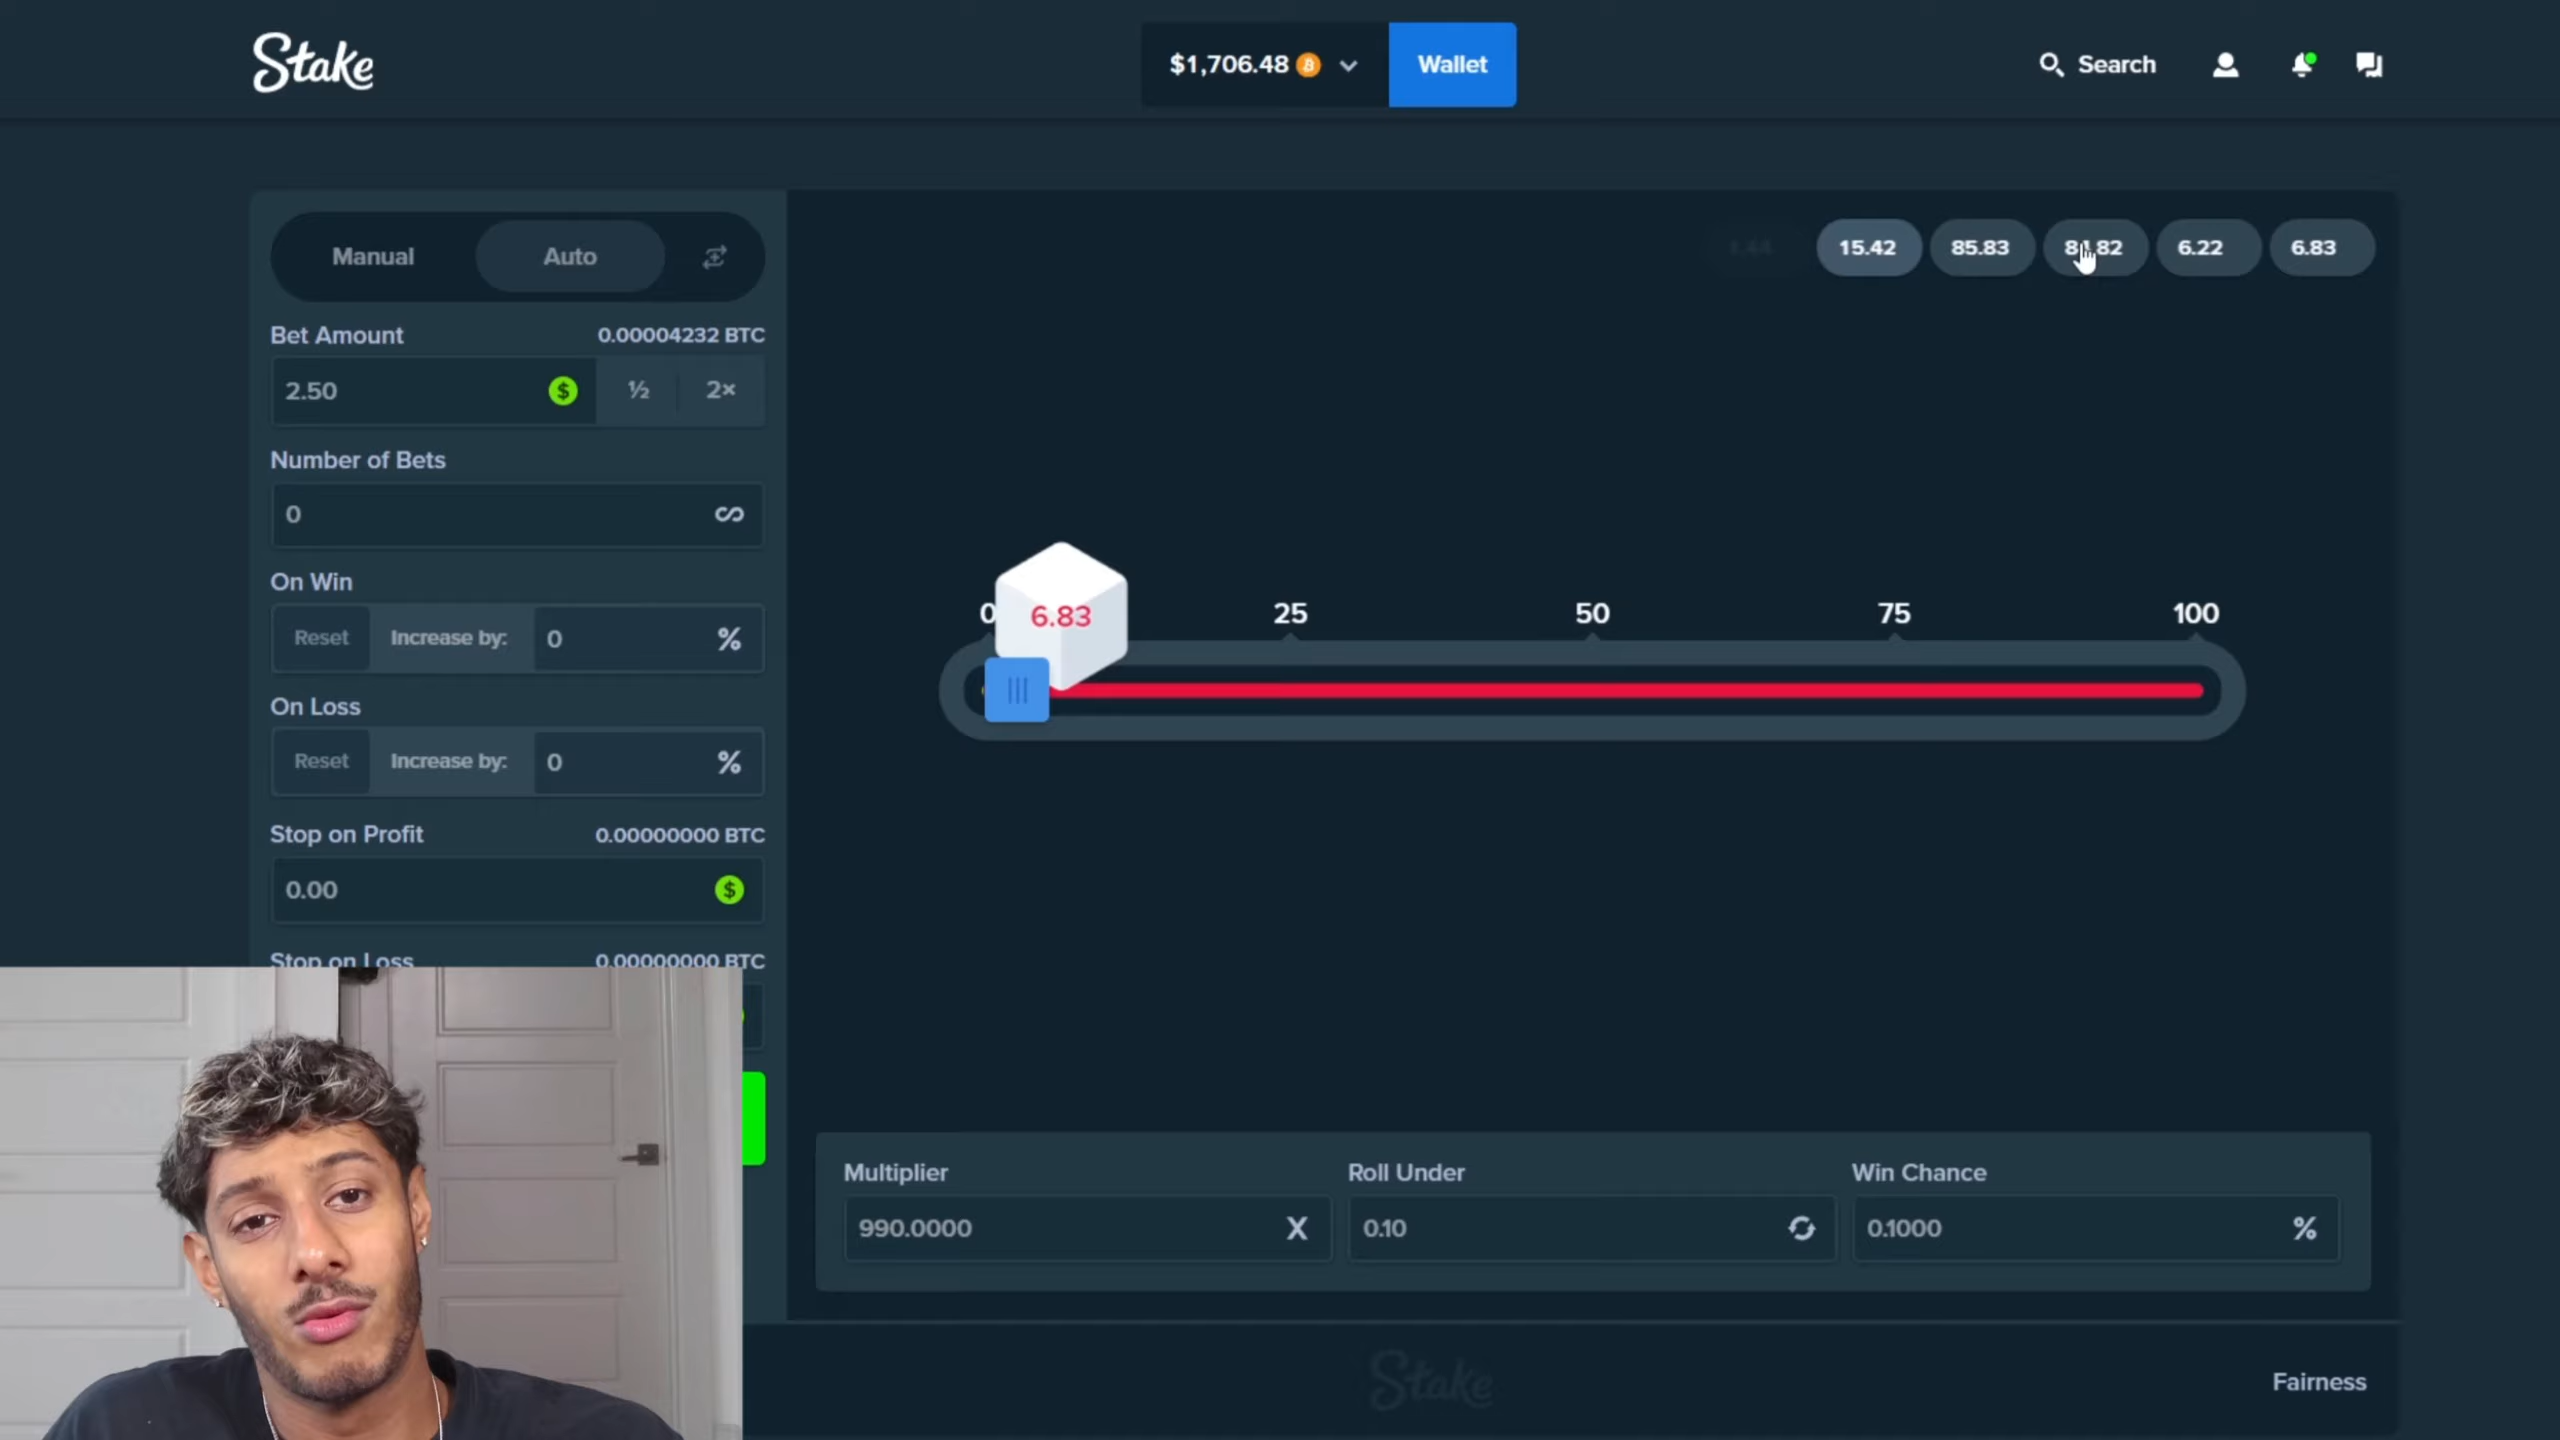 Stake
$1,706.48
Wallet
Search
Manual
Auto
15.42
85.83
6.22
6.83
Bet Amount
0.00004232 BTC
2.50
$
½
2×
Number of Bets
0
∞
On Win
Reset
Increase by:
0
%
On Loss
Reset
Increase by:
0
%
Stop on Profit
0.00000000 BTC
0.00
$
Stop on Loss
0.00000000 BTC
0
6.83
25
50
75
100
Multiplier
990.0000
X
Roll Under
0.10
Win Chance
0.1000
%
Stake
Fairness